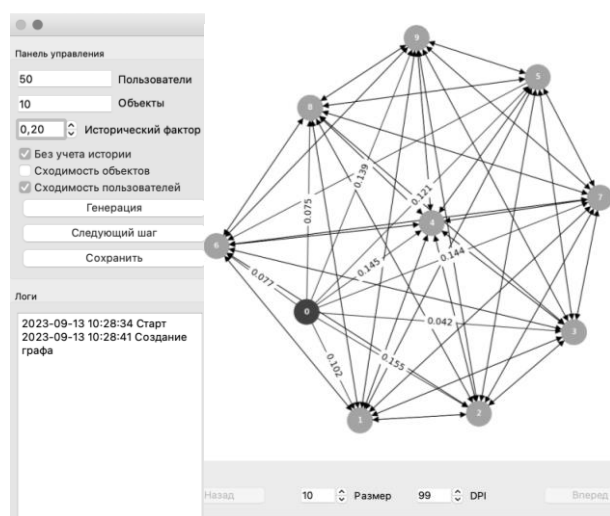 Панель управления
50 Пользователи
10 Объекты
0,20 Исторический фактор
Без учета истории
Сходимость объектов
Сходимость пользователей
Генерация
Следующий шаг
Сохранить
Логи
2023-09-13 10:28:34 Старт
2023-09-13 10:28:41 Создание
графа
9
5
8
0.139
0.121
7
0.075
4
6
0.144
0.145
0.077
0
0.042
3
0.155
0.102
1
2
Назад
10 Размер
99 DPI
Вперед